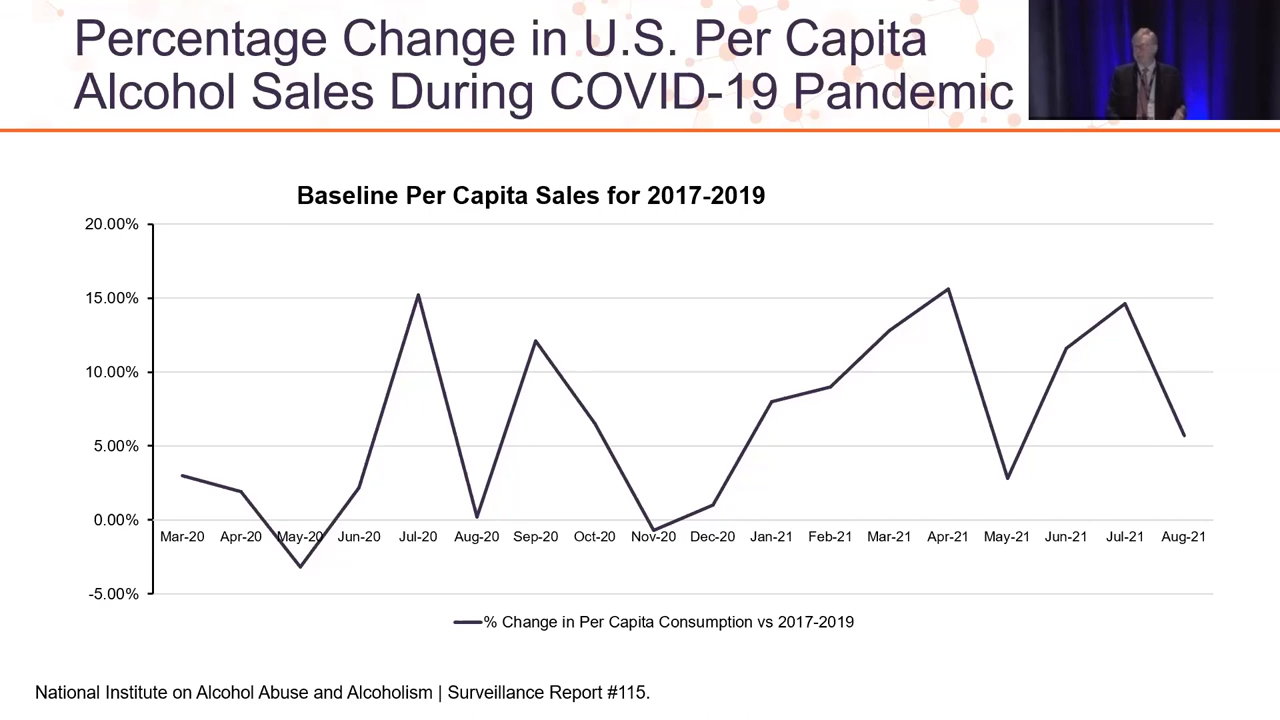 Percentage Change in U.S. Per Capita
Alcohol Sales During COVID-19 Pandemic
Baseline Per Capita Sales for 2017-2019
20.00%
15.00%
10.00%
5.00%
0.00%
-5.00%
Mar-20 Apr-20 May-20 Jun-20 Jul-20 Aug-20 Sep-20 Oct-20 Nov-20 Dec-20 Jan-21 Feb-21 Mar-21 Apr-21 May-21 Jun-21 Jul-21 Aug-21
% Change in Per Capita Consumption vs 2017-2019
National Institute on Alcohol Abuse and Alcoholism | Surveillance Report #115.